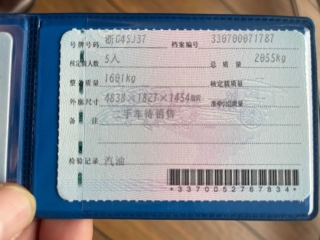 号牌号码 浙G45J37 档案编号 330700071787
核定载人数 5人 总质量 2055kg
整备质量 1601kg 核定载质量
外廓尺寸 4838×1827×1454mm 准牵引总质量
备注 二手车待销售
检验记录 汽油
*3370052767834*